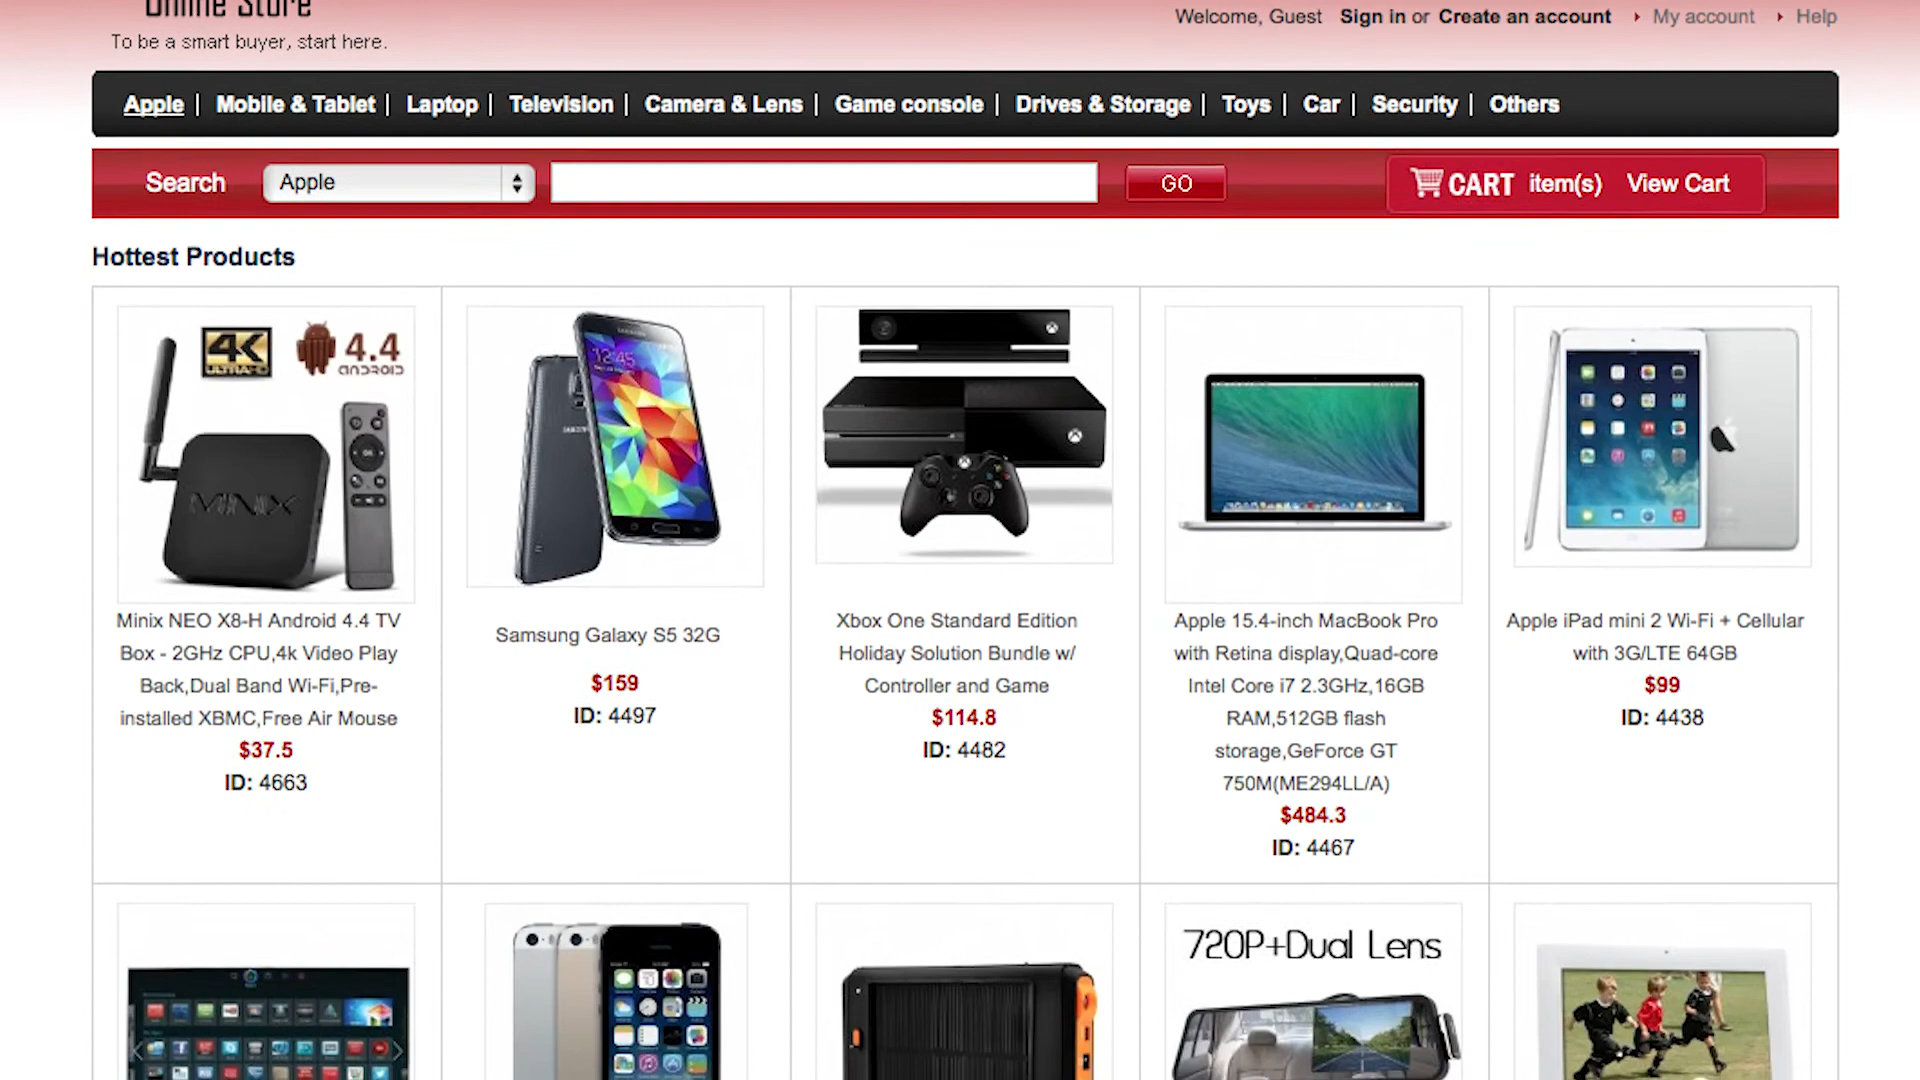 Online Store
To be a smart buyer, start here.
Welcome, Guest Sign in or Create an account My account Help
Apple | Mobile & Tablet | Laptop | Television | Camera & Lens | Game console | Drives & Storage | Toys | Car | Security | Others
Search Apple GO CART item(s) View Cart
Hottest Products
4K
ULTRAHD
4.4
ANDROID
MINIX
SAMSUNG
12:45
Minix NEO X8-H Android 4.4 TV
Box - 2GHz CPU,4k Video Play
Back,Dual Band Wi-Fi,Pre-
installed XBMC,Free Air Mouse
$37.5
ID: 4663
Samsung Galaxy S5 32G
$159
ID: 4497
Xbox One Standard Edition
Holiday Solution Bundle w/
Controller and Game
$114.8
ID: 4482
Apple 15.4-inch MacBook Pro
with Retina display,Quad-core
Intel Core i7 2.3GHz,16GB
RAM,512GB flash
storage,GeForce GT
750M(ME294LL/A)
$484.3
ID: 4467
Apple iPad mini 2 Wi-Fi + Cellular
with 3G/LTE 64GB
$99
ID: 4438
720P+Dual Lens